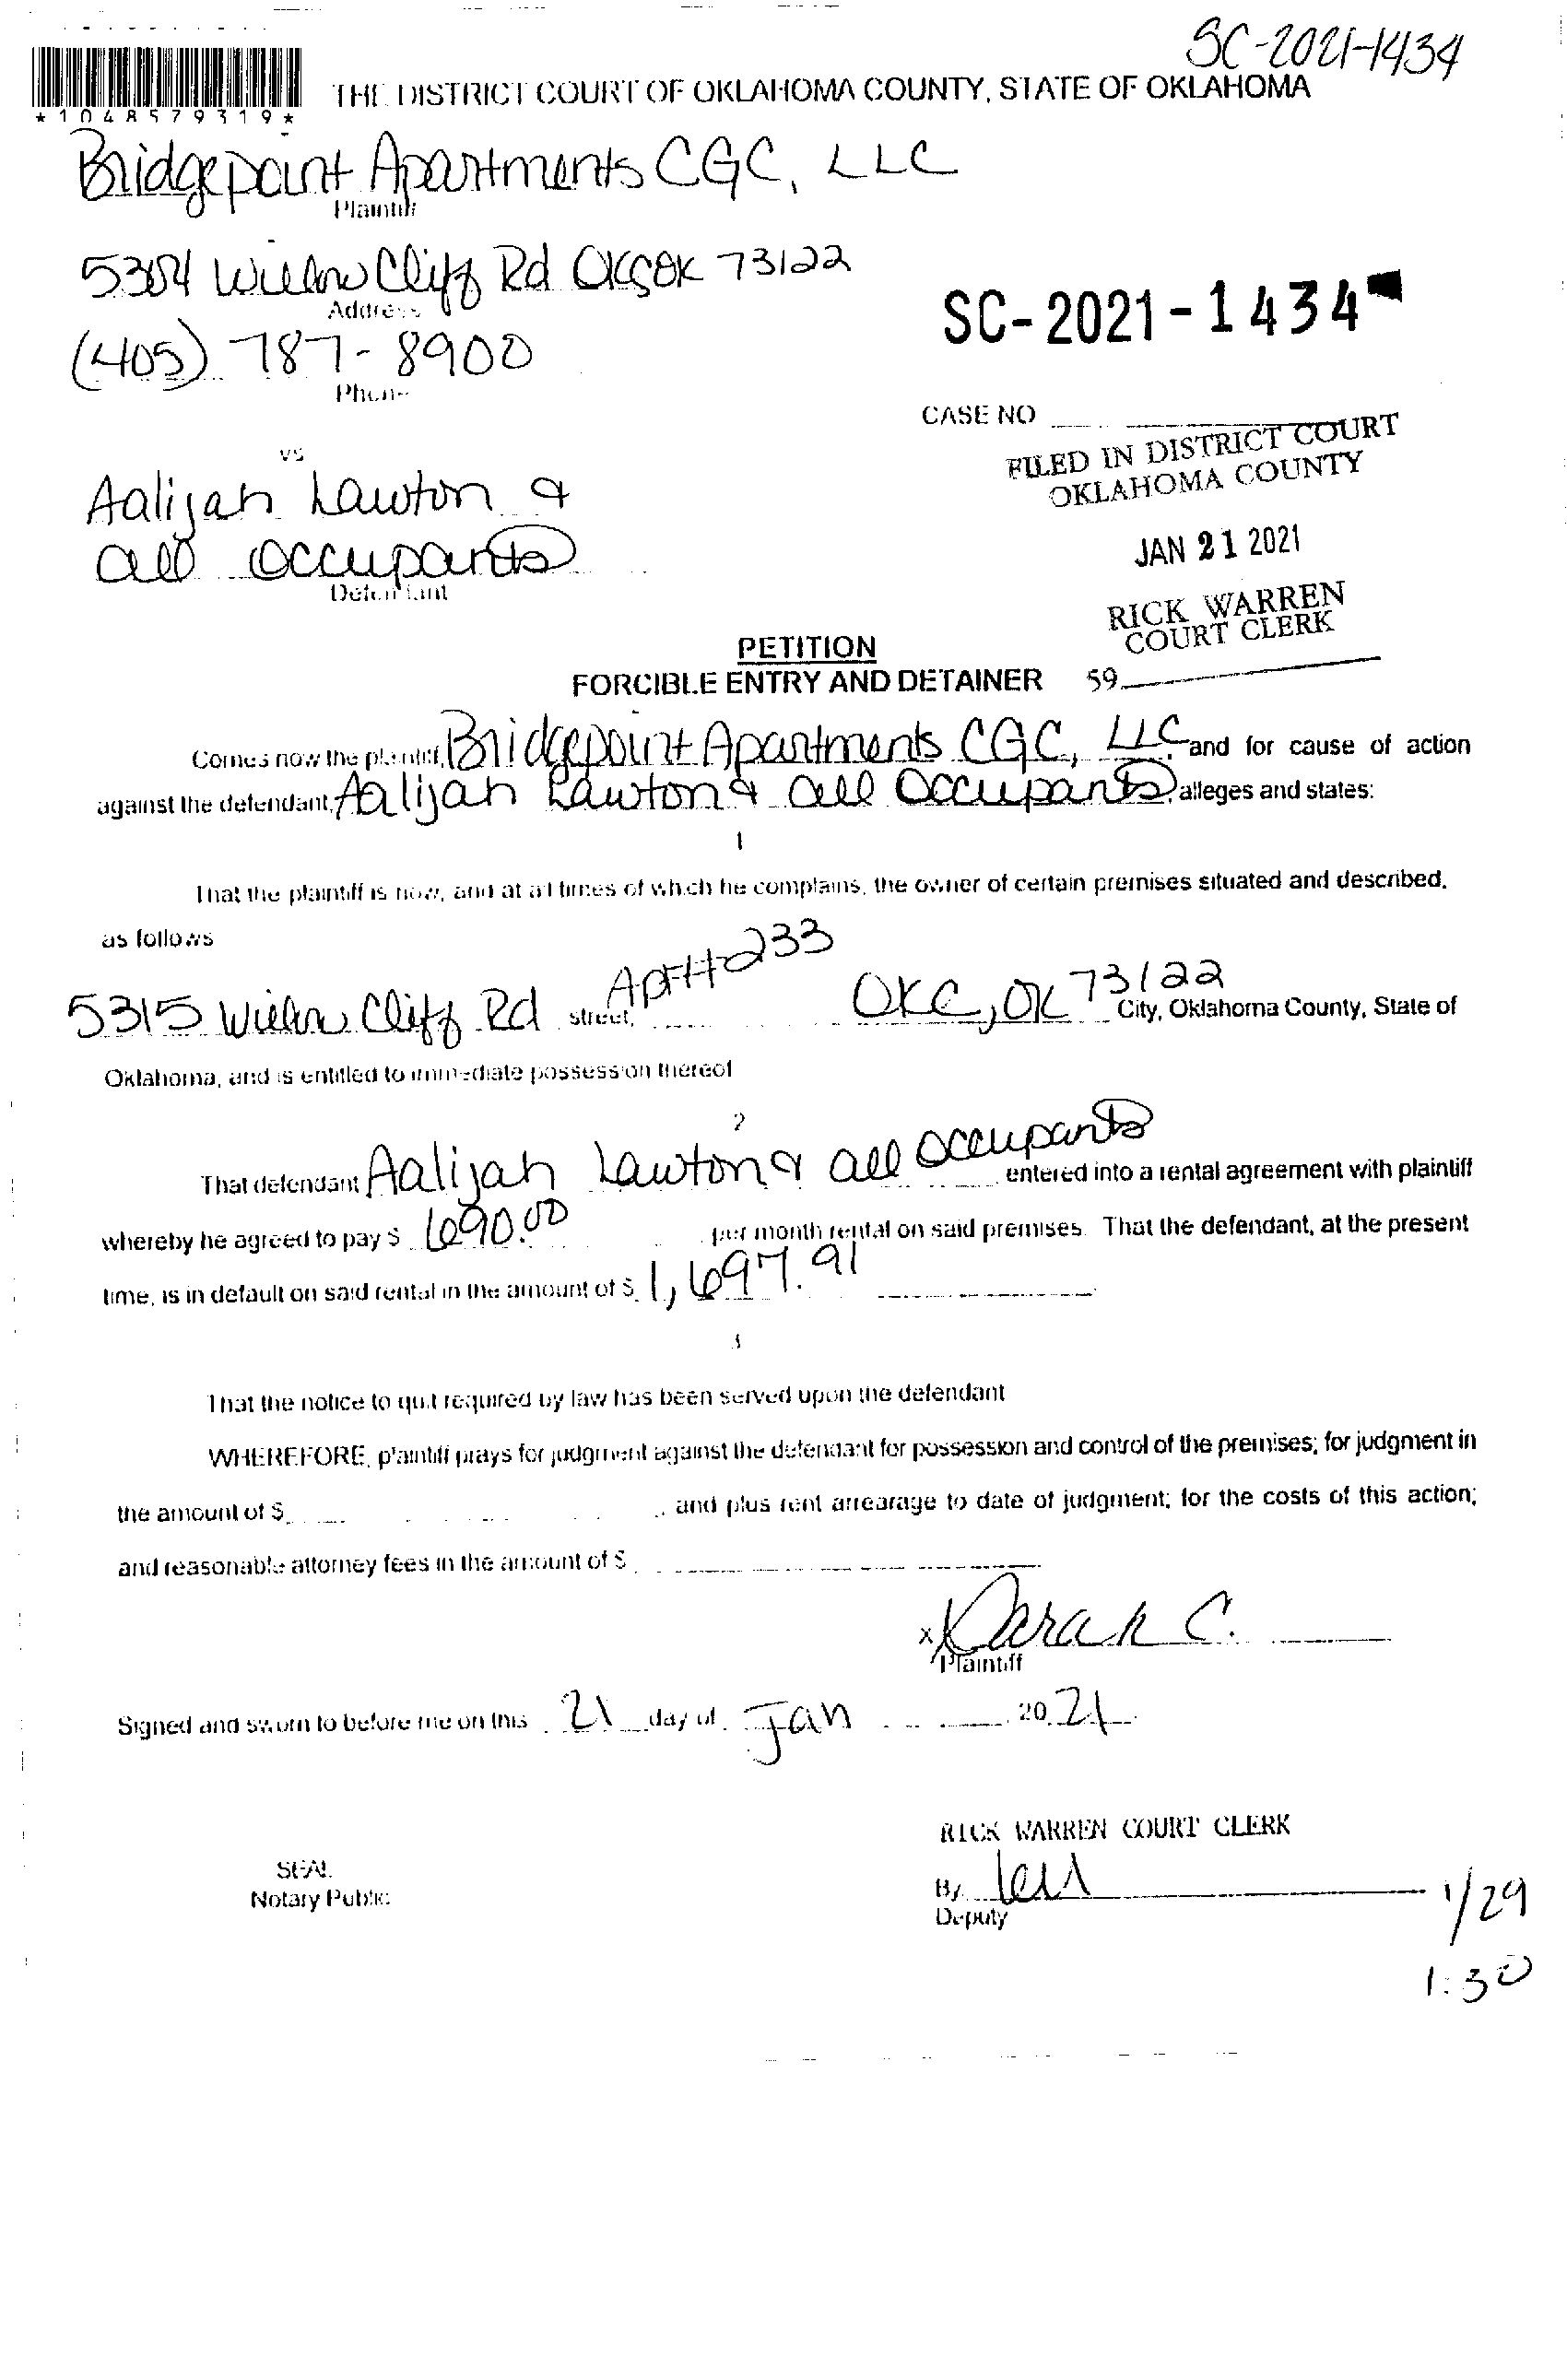 SC-2021-1434
*1048579319*
THE DISTRICT COURT OF OKLAHOMA COUNTY, STATE OF OKLAHOMA
Bridgepoint Apartments CGC, LLC
Plaintiff
Willow Cliff Rd OKC OK 73122
Address
(405) 787-8900
Phone
SC-2021-1434
CASE NO
FILED IN DISTRICT COURT
OKLAHOMA COUNTY
vs
Aalijah Lawton &
all occupants
Defendant
JAN 21 2021
RICK WARREN
COURT CLERK
PETITION
FORCIBLE ENTRY AND DETAINER
59
Comes now the plaintiff, Bridgepoint Apartments CGC, LLC and for cause of action
against the defendant, Aalijah Lawton & all Occupants, alleges and states:
1
That the plaintiff is now, and at all times of which he complains, the owner of certain premises situated and described,
as follows
5315 Willow Cliff Rd street, Apt # 233 OKC, OK 73122 City, Oklahoma County, State of
Oklahoma, and is entitled to immediate possession thereof
2
That defendant Aalijah Lawton & all occupants entered into a rental agreement with plaintiff
whereby he agreed to pay $ 690.00 per month rental on said premises. That the defendant, at the present
time, is in default on said rental in the amount of $ 1,697.91
3
That the notice to quit required by law has been served upon the defendant
WHEREFORE, plaintiff prays for judgment against the defendant for possession and control of the premises; for judgment in
the amount of $ , and plus rent arrearage to date of judgment; for the costs of this action;
and reasonable attorney fees in the amount of $
x Karah C.
Plaintiff
Signed and sworn to before me on this 21 day of Jan 20 21
RICK WARREN COURT CLERK
SEAL
Notary Public
By
Deputy
1/29
1:30